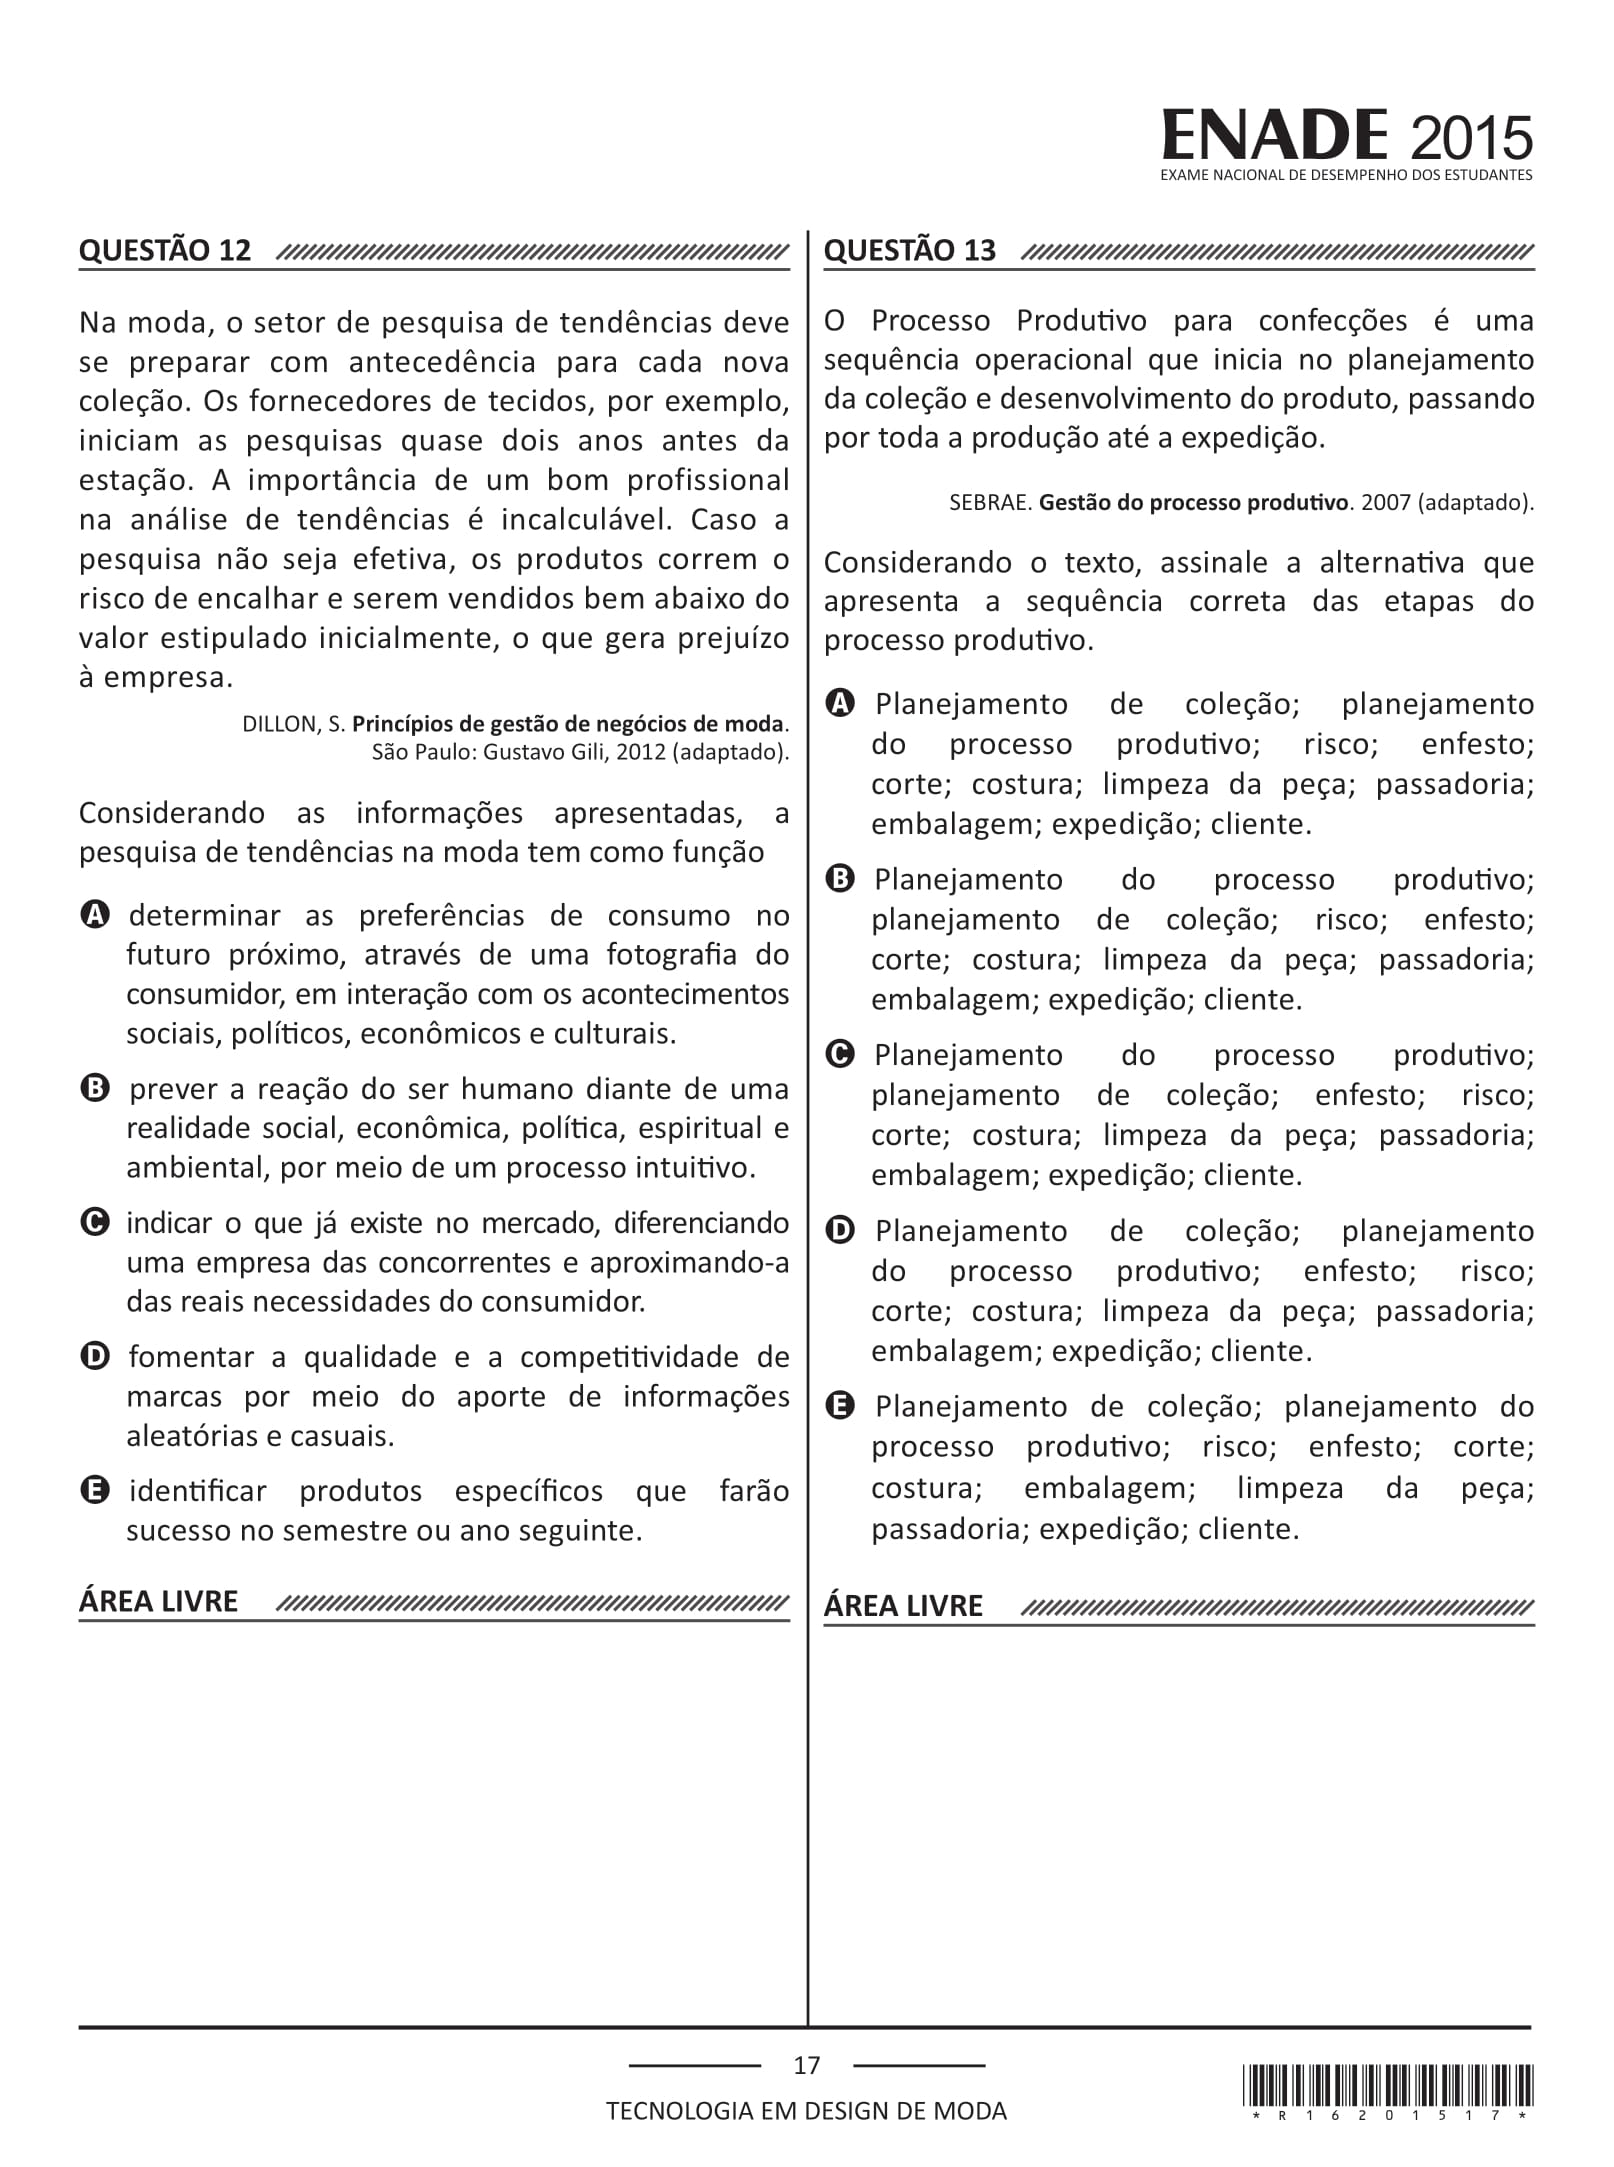 ENADE 2015
EXAME NACIONAL DE DESEMPENHO DOS ESTUDANTES
QUESTÃO 12
Na moda, o setor de pesquisa de tendências deve
se preparar com antecedência para cada nova
coleção. Os fornecedores de tecidos, por exemplo,
iniciam as pesquisas quase dois anos antes da
estação. A importância de um bom profissional
na análise de tendências é incalculável. Caso a
pesquisa não seja efetiva, os produtos correm o
risco de encalhar e serem vendidos bem abaixo do
valor estipulado inicialmente, o que gera prejuízo
à empresa.
DILLON, S. Princípios de gestão de negócios de moda.
São Paulo: Gustavo Gili, 2012 (adaptado).
Considerando as informações apresentadas, a
pesquisa de tendências na moda tem como função
A determinar as preferências de consumo no
futuro próximo, através de uma fotografia do
consumidor, em interação com os acontecimentos
sociais, políticos, econômicos e culturais.
B prever a reação do ser humano diante de uma
realidade social, econômica, política, espiritual e
ambiental, por meio de um processo intuitivo.
C indicar o que já existe no mercado, diferenciando
uma empresa das concorrentes e aproximando-a
das reais necessidades do consumidor.
D fomentar a qualidade e a competitividade de
marcas por meio do aporte de informações
aleatórias e casuais.
E identificar produtos específicos que farão
sucesso no semestre ou ano seguinte.
ÁREA LIVRE
QUESTÃO 13
O Processo Produtivo para confecções é uma
sequência operacional que inicia no planejamento
da coleção e desenvolvimento do produto, passando
por toda a produção até a expedição.
SEBRAE. Gestão do processo produtivo. 2007 (adaptado).
Considerando o texto, assinale a alternativa que
apresenta a sequência correta das etapas do
processo produtivo.
A Planejamento de coleção; planejamento
do processo produtivo; risco; enfesto;
corte; costura; limpeza da peça; passadoria;
embalagem; expedição; cliente.
B Planejamento do processo produtivo;
planejamento de coleção; risco; enfesto;
corte; costura; limpeza da peça; passadoria;
embalagem; expedição; cliente.
C Planejamento do processo produtivo;
planejamento de coleção; enfesto; risco;
corte; costura; limpeza da peça; passadoria;
embalagem; expedição; cliente.
D Planejamento de coleção; planejamento
do processo produtivo; enfesto; risco;
corte; costura; limpeza da peça; passadoria;
embalagem; expedição; cliente.
E Planejamento de coleção; planejamento do
processo produtivo; risco; enfesto; corte;
costura; embalagem; limpeza da peça;
passadoria; expedição; cliente.
ÁREA LIVRE
17
TECNOLOGIA EM DESIGN DE MODA
*R16201517*